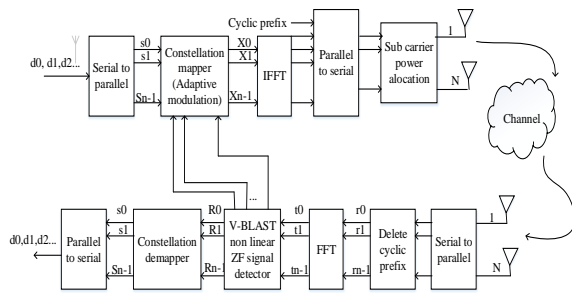 Cyclic prefix
d0, d1,d2...
Serial to
parallel
s0
s1
Sn-1
Constellation
mapper
(Adaptive
modulation)
X0
X1
Xn-1
IFFT
Parallel
to serial
Sub carrier
power
alocation
1
N
Channel
...
d0,d1,d2...
Parallel
to serial
s0
s1
Sn-1
Constellation
demapper
R0
R1
Rn-1
V-BLAST
non linear
ZF signal
detector
t0
t1
tn-1
FFT
r0
r1
rn-1
Delete
cyclic
prefix
Serial to
parallel
1
N